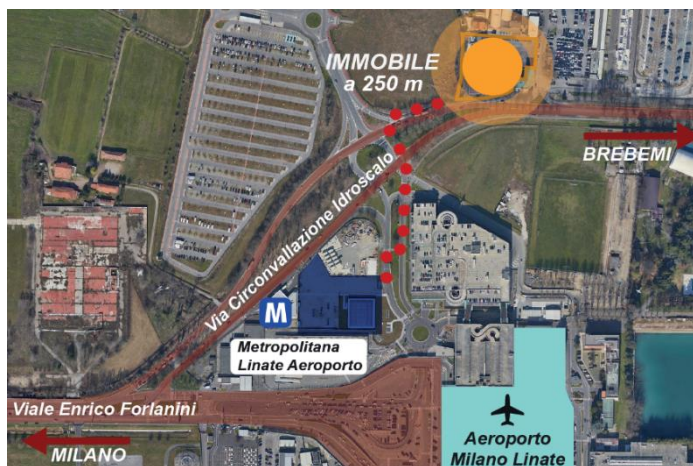 IMMOBILE
a 250 m
BREBEMI
Via Circonvallazione Idroscalo
M
Metropolitana
Linate Aeroporto
Viale Enrico Forlanini
MILANO
Aeroporto
Milano Linate